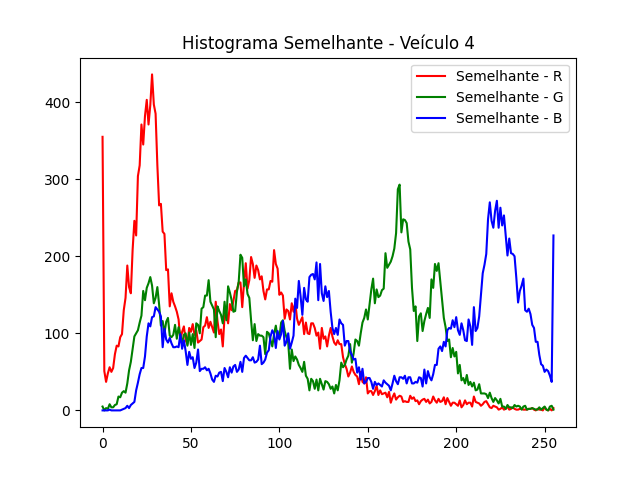 Histograma Semelhante - Veículo 4
Semelhante - R
Semelhante - G
Semelhante - B
400
300
200
100
0
0 50 100 150 200 250